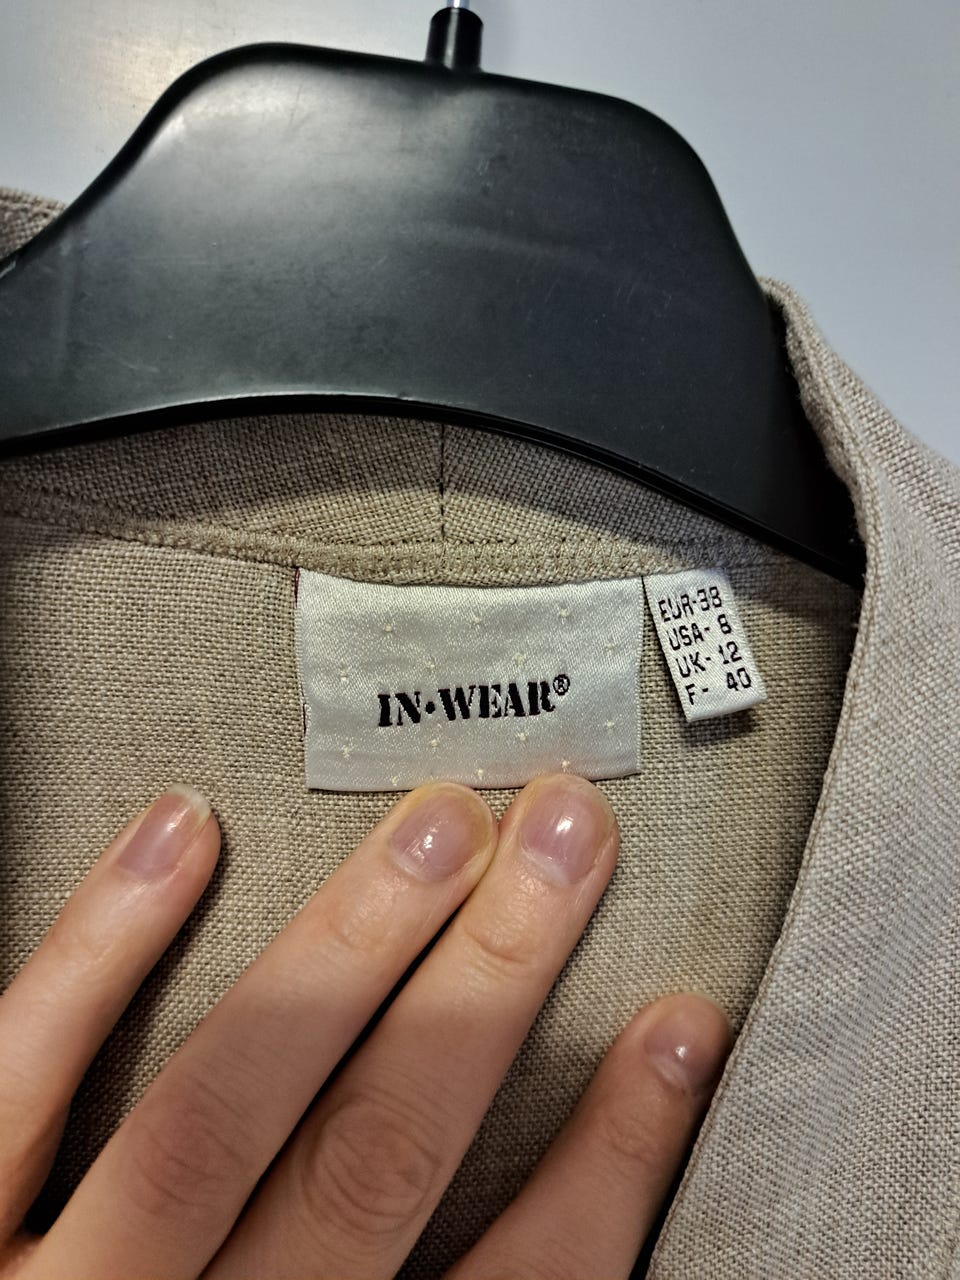 IN•WEAR®
EUR-38
USA- 8
UK- 12
F- 40